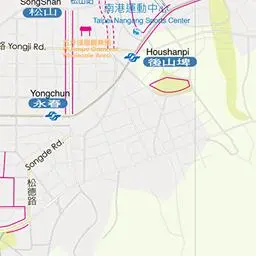 SongShan
松山
南港運動中心
Taipei Nangang Sports Center
Yongji Rd.
Houshanpi
後山埤
Yongchun
永春
Songde Rd.
松德路